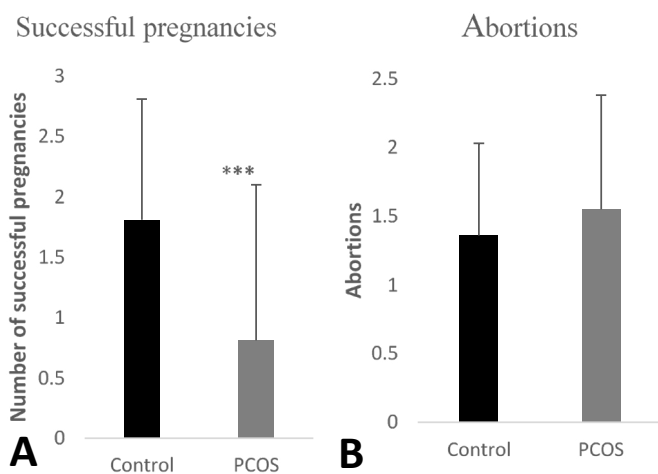 Successful pregnancies
Number of successful pregnancies
3
2.5
2
1.5
1
0.5
0
***
Control
PCOS
A
Abortions
Abortions
2.5
2
1.5
1
0.5
0
Control
PCOS
B